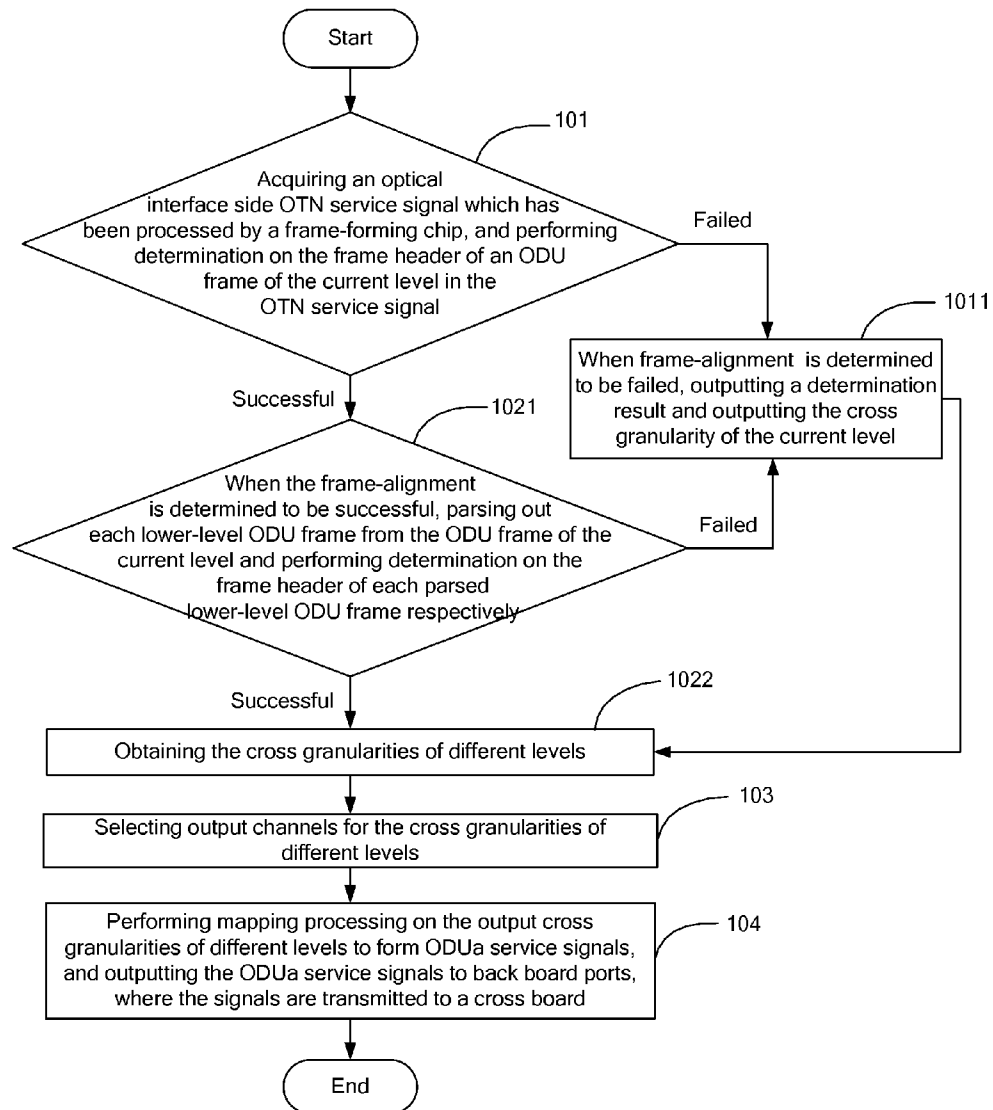 Start
101
Acquiring an optical
interface side OTN service signal which has
been processed by a frame-forming chip, and performing
determination on the frame header of an ODU
frame of the current level in the
OTN service signal
Failed
1011
When frame-alignment is determined
to be failed, outputting a determination
result and outputting the cross
granularity of the current level
Successful
1021
When the frame-alignment
is determined to be successful, parsing out
each lower-level ODU frame from the ODU frame of the
current level and performing determination on the
frame header of each parsed
lower-level ODU frame respectively
Failed
Successful
1022
Obtaining the cross granularities of different levels
103
Selecting output channels for the cross granularities of
different levels
104
Performing mapping processing on the output cross
granularities of different levels to form ODUa service signals,
and outputting the ODUa service signals to back board ports,
where the signals are transmitted to a cross board
End